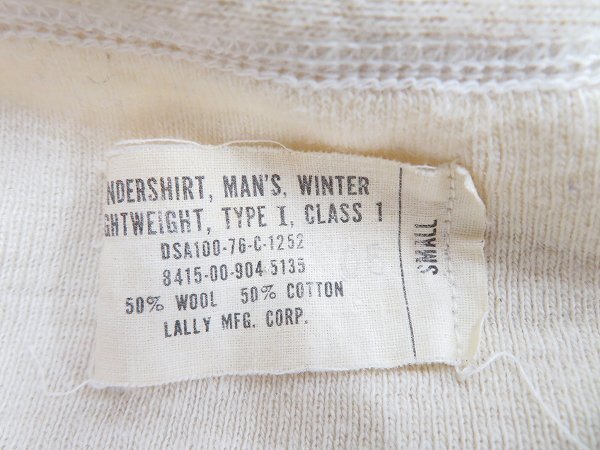 NDERSHIRT, MAN'S, WINTER
GHTWEIGHT, TYPE I, CLASS 1
DSA100-76-C-1252
8415-00-904-5135
50% WOOL 50% COTTON
LALLY MFG. CORP.
SMALL